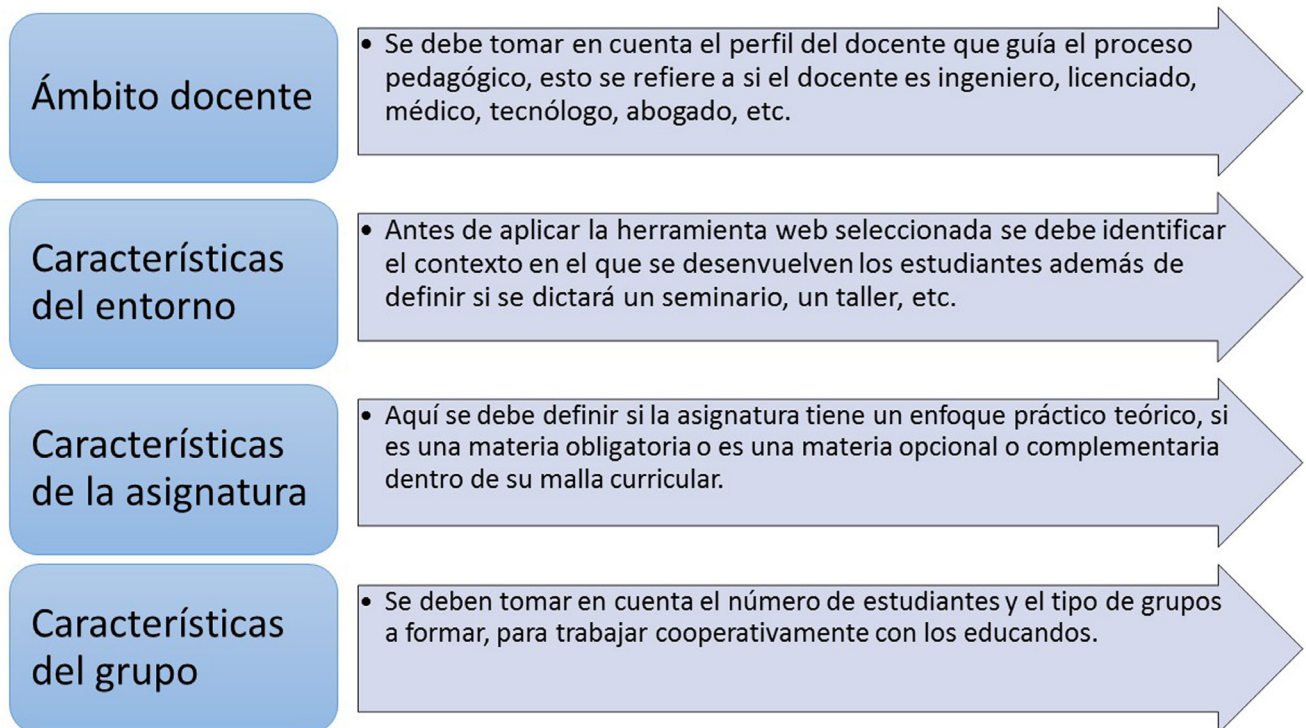 Ámbito docente
• Se debe tomar en cuenta el perfil del docente que guía el proceso
pedagógico, esto se refiere a si el docente es ingeniero, licenciado,
médico, tecnólogo, abogado, etc.
Características
del entorno
• Antes de aplicar la herramienta web seleccionada se debe identificar
el contexto en el que se desenvuelven los estudiantes además de
definir si se dictará un seminario, un taller, etc.
Características
de la asignatura
• Aquí se debe definir si la asignatura tiene un enfoque práctico teórico, si
es una materia obligatoria o es una materia opcional o complementaria
dentro de su malla curricular.
Características
del grupo
• Se deben tomar en cuenta el número de estudiantes y el tipo de grupos
a formar, para trabajar cooperativamente con los educandos.